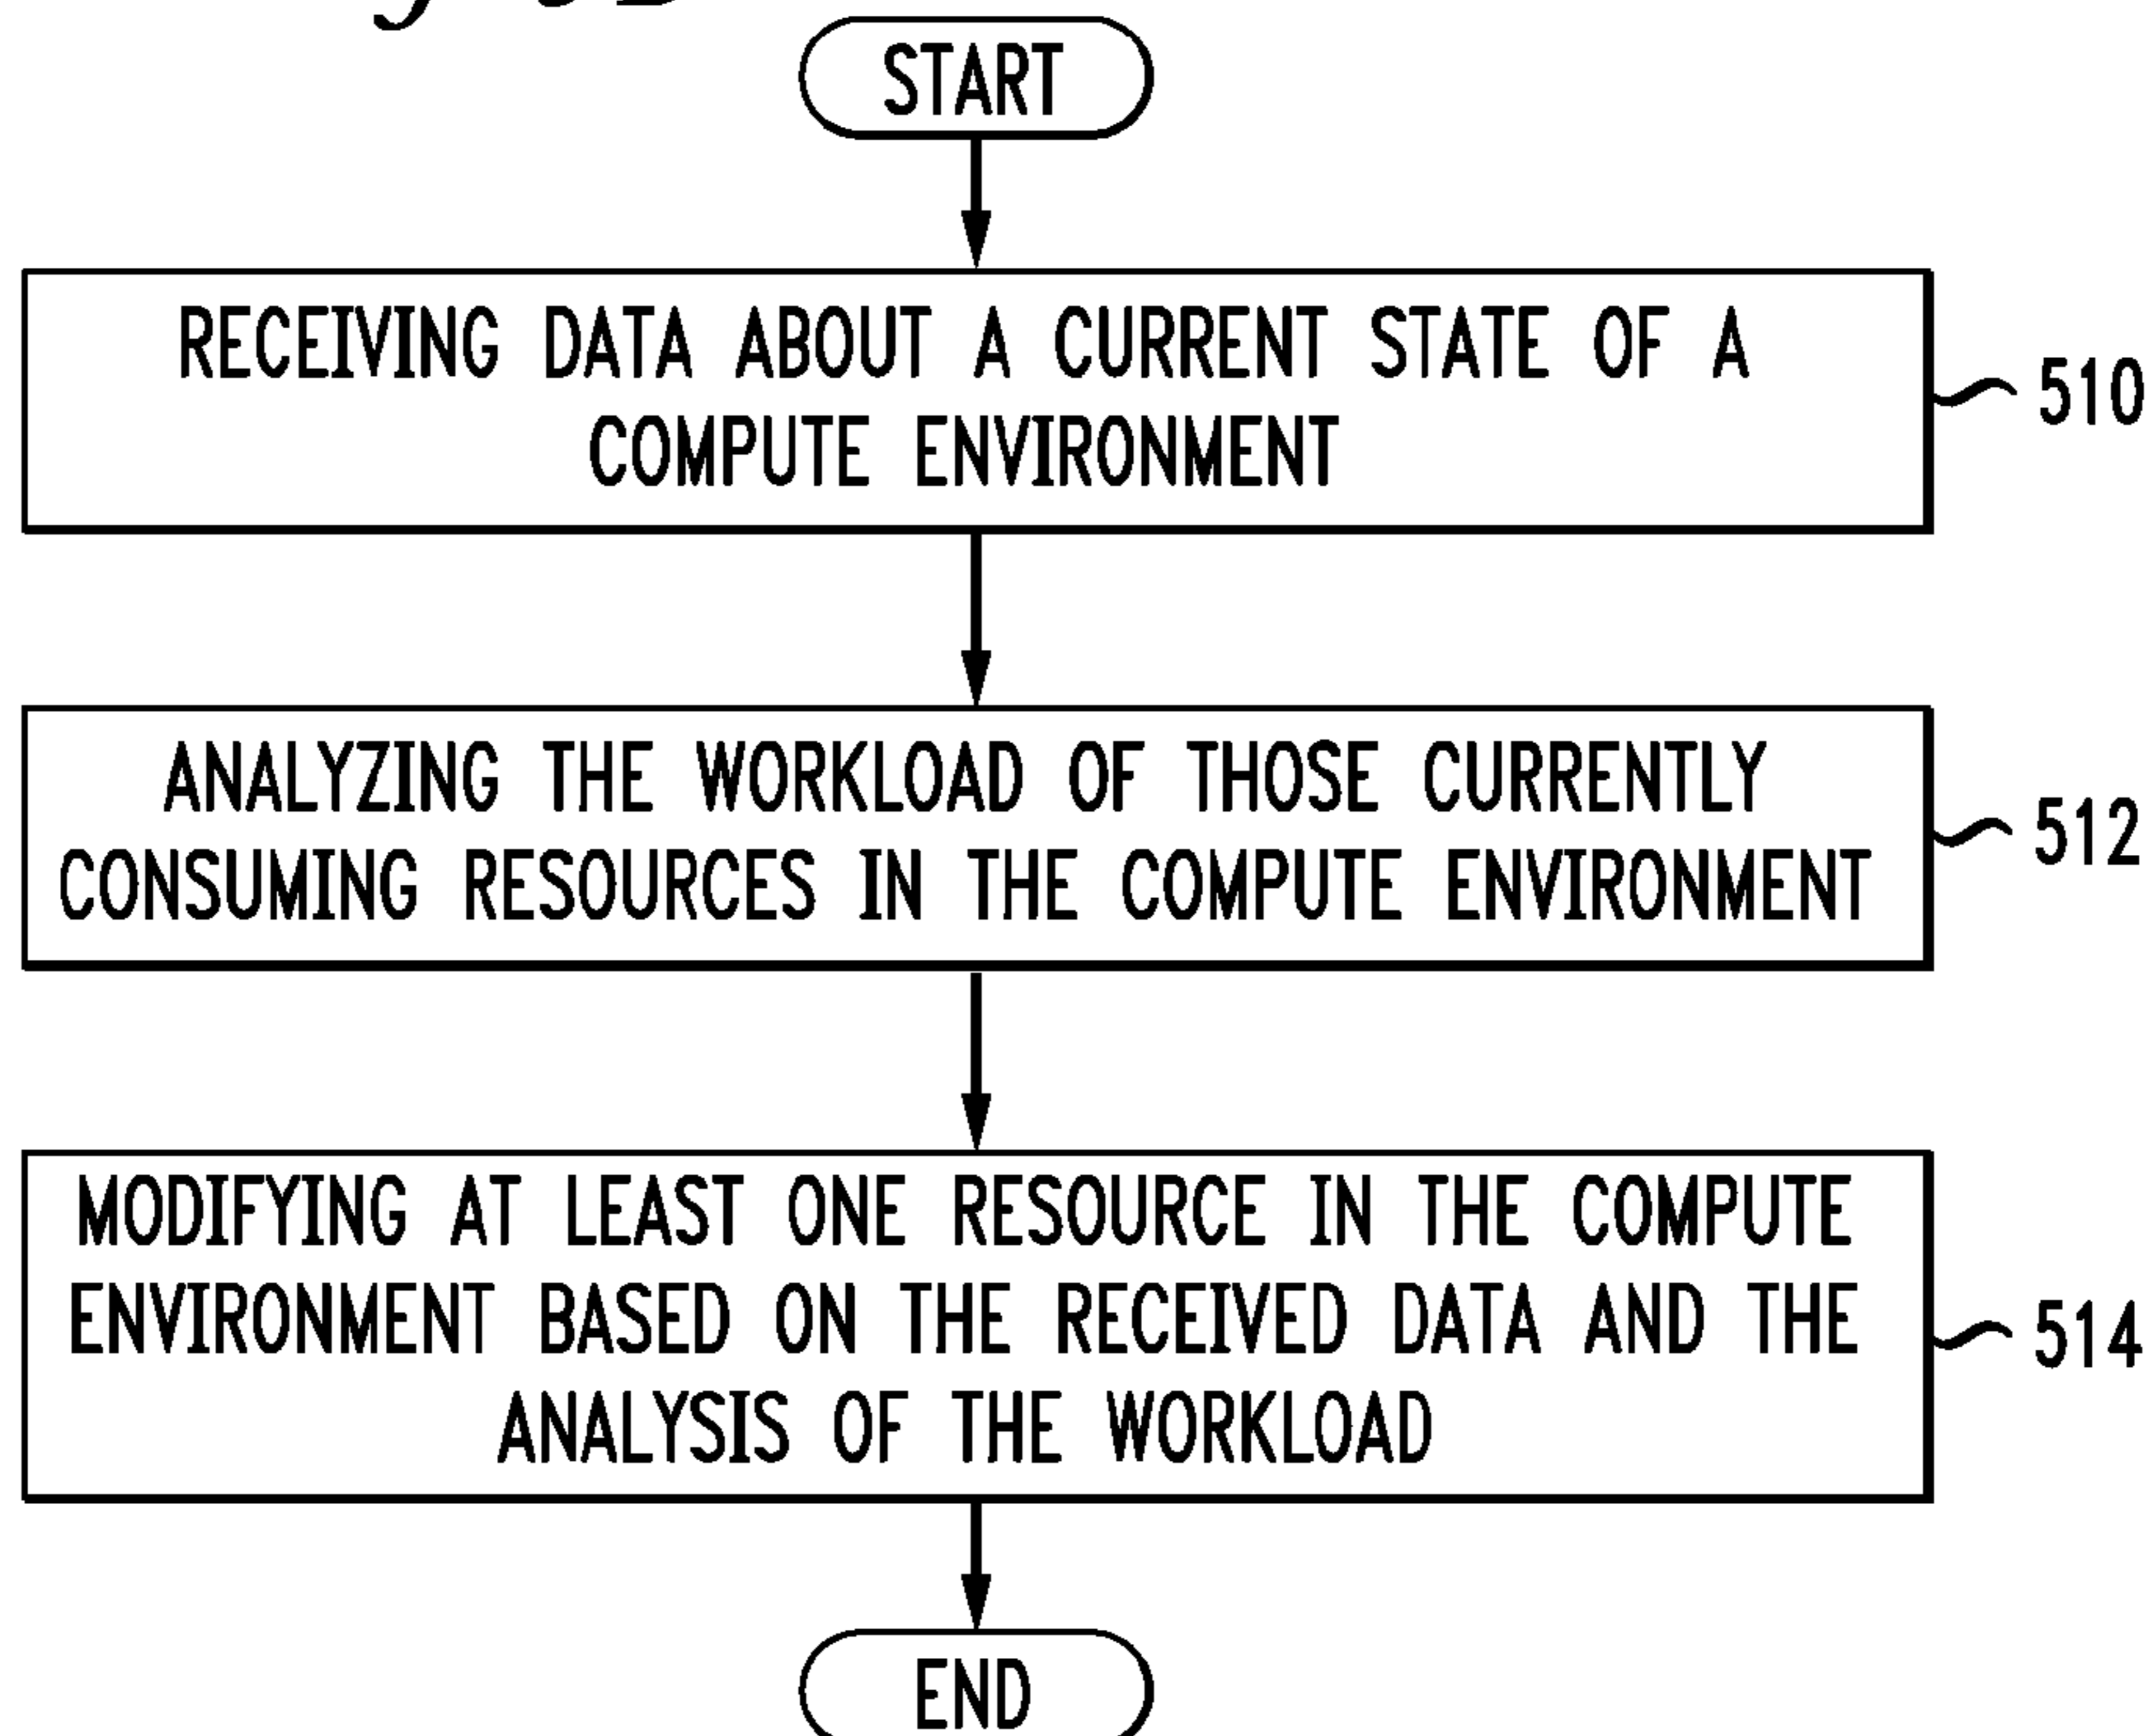 START
RECEIVING DATA ABOUT A CURRENT STATE OF A
COMPUTE ENVIRONMENT
510
ANALYZING THE WORKLOAD OF THOSE CURRENTLY
CONSUMING RESOURCES IN THE COMPUTE ENVIRONMENT
512
MODIFYING AT LEAST ONE RESOURCE IN THE COMPUTE
ENVIRONMENT BASED ON THE RECEIVED DATA AND THE
ANALYSIS OF THE WORKLOAD
514
END